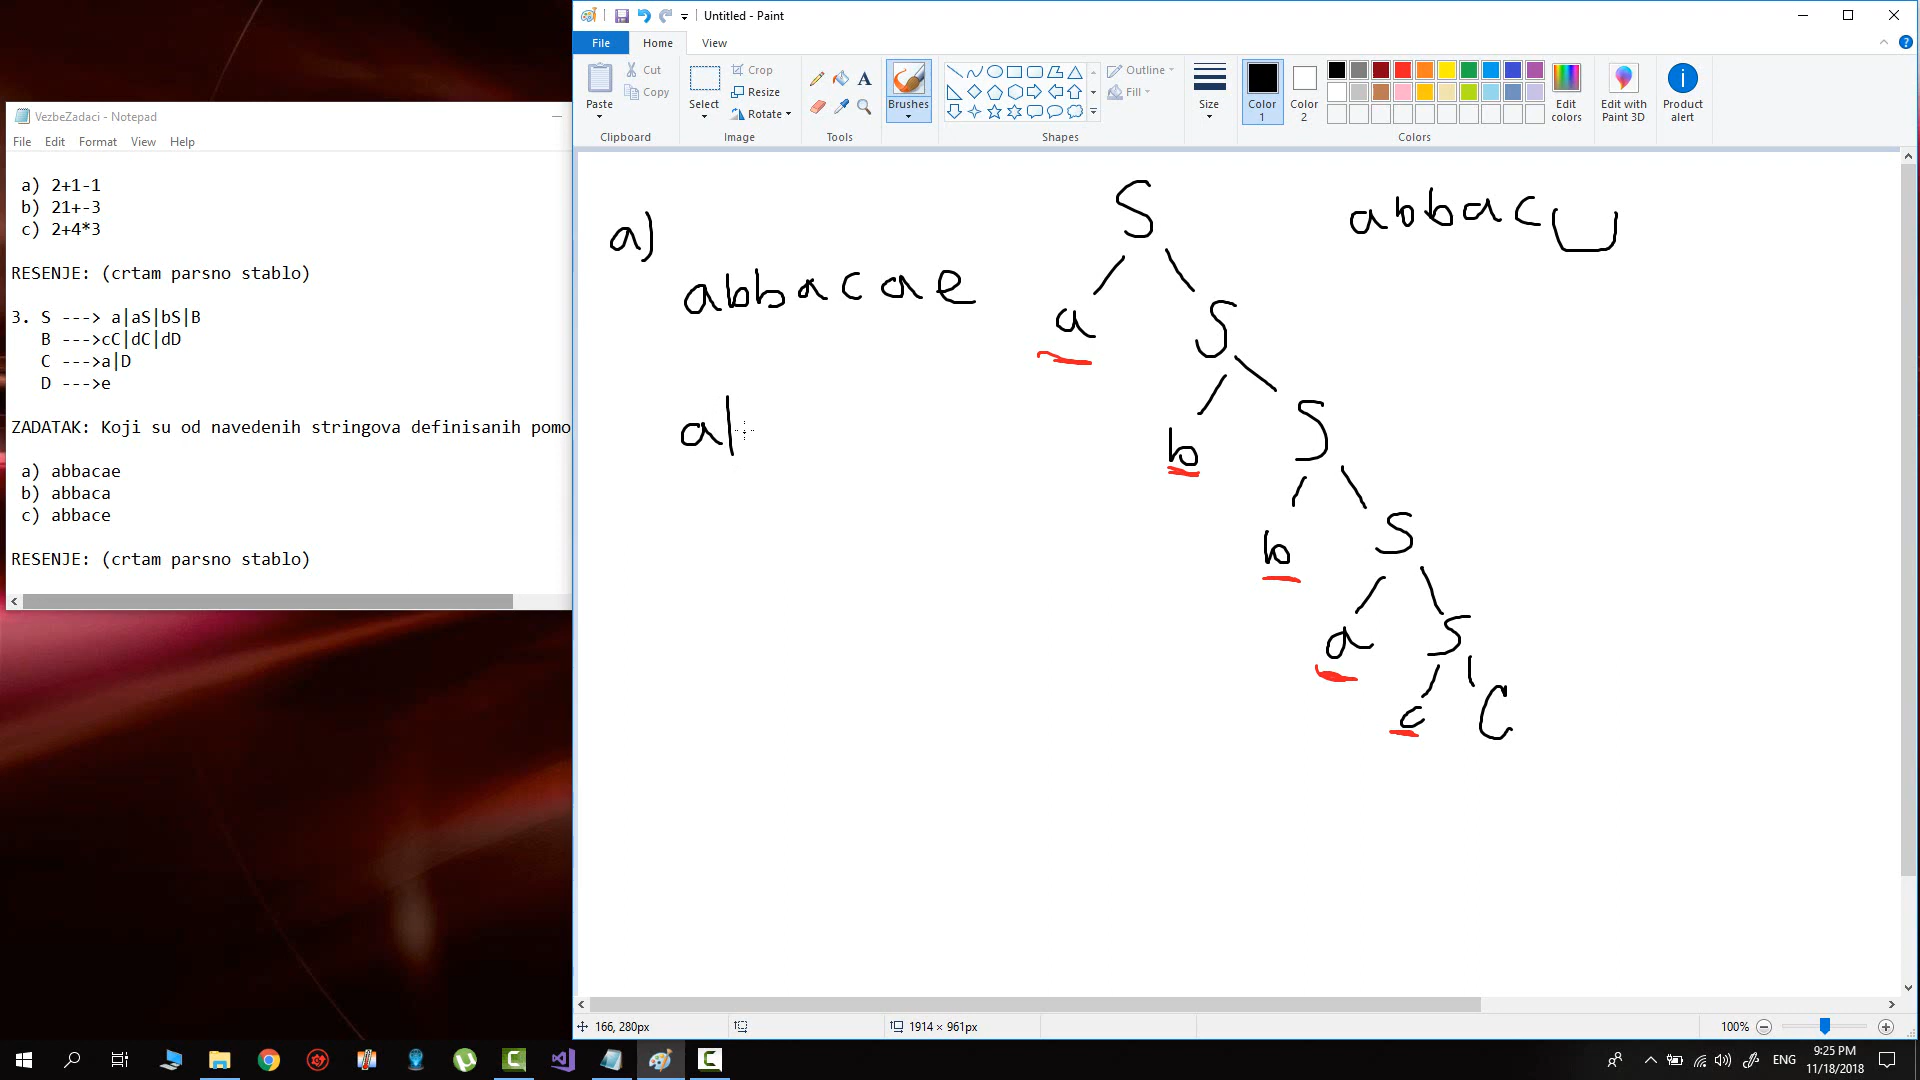 VezbeZadaci - Notepad
File Edit Format View Help
a) 2+1-1
b) 21+-3
c) 2+4*3
RESENJE: (crtam parsno stablo)
3. S ---> a|aS|bS|B
B --->cC|dC|dD
C --->a|D
D --->e
ZADATAK: Koji su od navedenih stringova definisanih pomo
a) abbacae
b) abbaca
c) abbace
RESENJE: (crtam parsno stablo)
Untitled - Paint
File Home View
Paste
Cut
Copy
Clipboard
Select
Crop
Resize
Rotate
Image
A
Tools
Brushes
Outline
Fill
Shapes
Size
Color 1
Color 2
Edit colors
Edit with Paint 3D
Product alert
Colors
a)
abbacae
ab
S
a S
b S
b S
a S
c C
abbac
166, 280px
1914 × 961px
100%
ENG
9:25 PM
11/18/2018